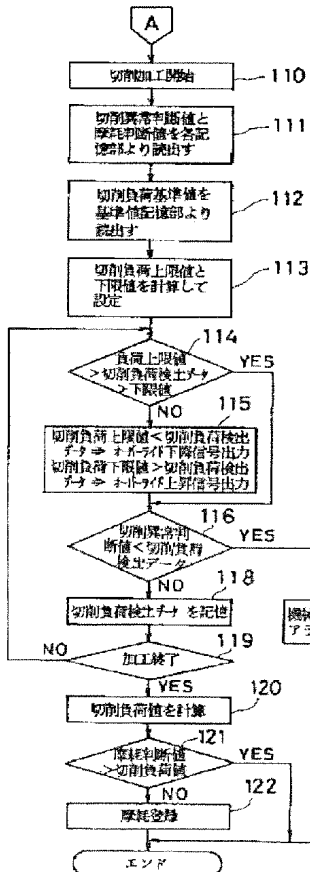 A
切削加工開始
110
切削異常判断値と
摩耗判断値を各記
憶部より読出す
111
切削負荷基準値を
基準値記憶部より
読出す
112
切削負荷上限値と
下限値を計算して
設定
113
114
負荷上限値
>切削負荷検出データ
>下限値
YES
NO
115
切削負荷上限値<切削負荷検出
データ⇒オーバーライド下降信号出力
切削負荷下限値>切削負荷検出
データ⇒オーバーライド上昇信号出力
116
切削異常判
断値<切削負荷
検出データ
YES
NO
118
切削負荷検出データを記憶
機械
アラ
119
NO
加工終了
YES
120
切削負荷値を計算
121
摩耗判断値
>切削負荷値
YES
NO
122
摩耗登録
エンド